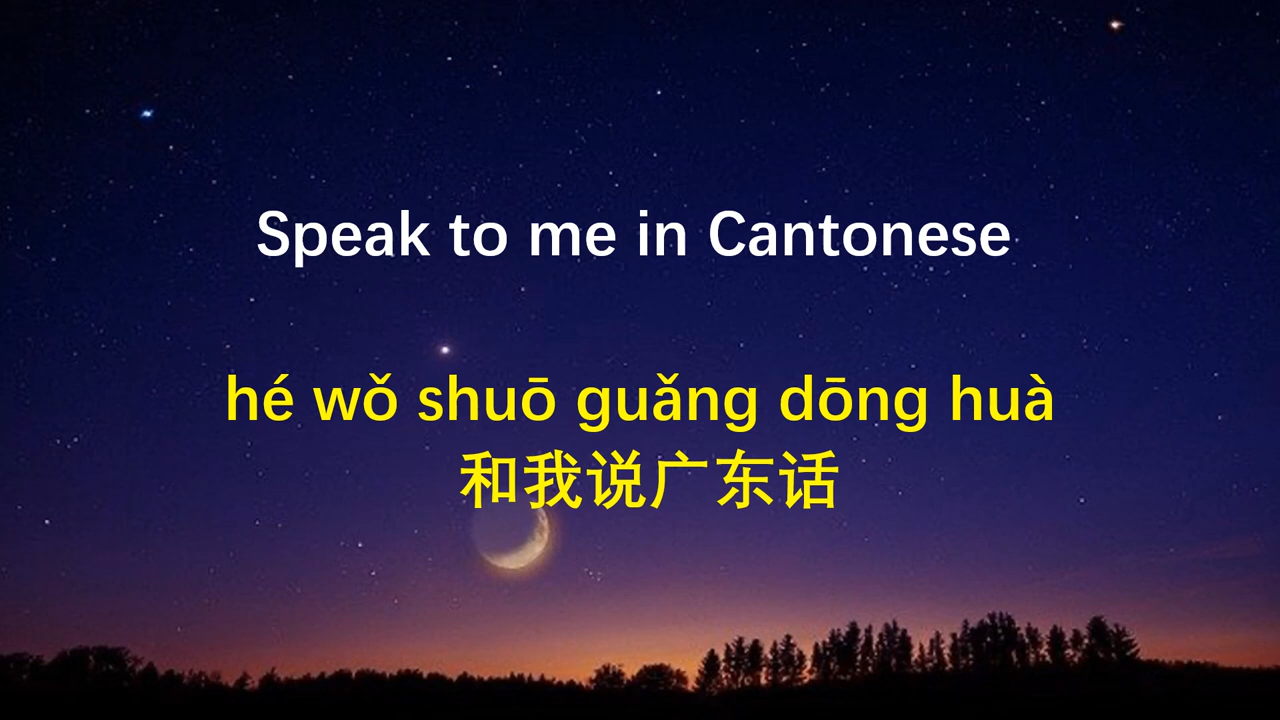 Speak to me in Cantonese
hé wǒ shuō guǎng dōng huà
和我说广东话